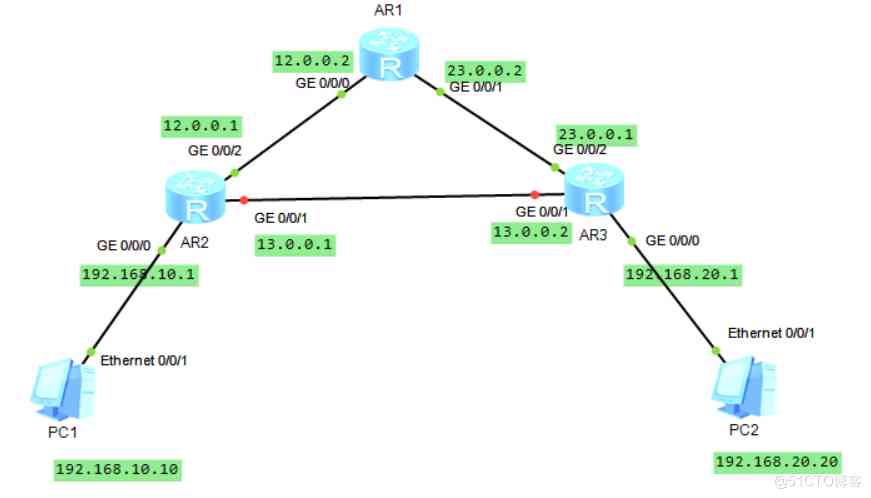 AR1
12.0.0.2
GE 0/0/0
23.0.0.2
GE 0/0/1
12.0.0.1
GE 0/0/2
23.0.0.1
GE 0/0/2
AR2
GE 0/0/1
13.0.0.1
GE 0/0/1
13.0.0.2
AR3
GE 0/0/0
192.168.10.1
GE 0/0/0
192.168.20.1
Ethernet 0/0/1
Ethernet 0/0/1
PC1
PC2
192.168.10.10
192.168.20.20
@51CTO博客